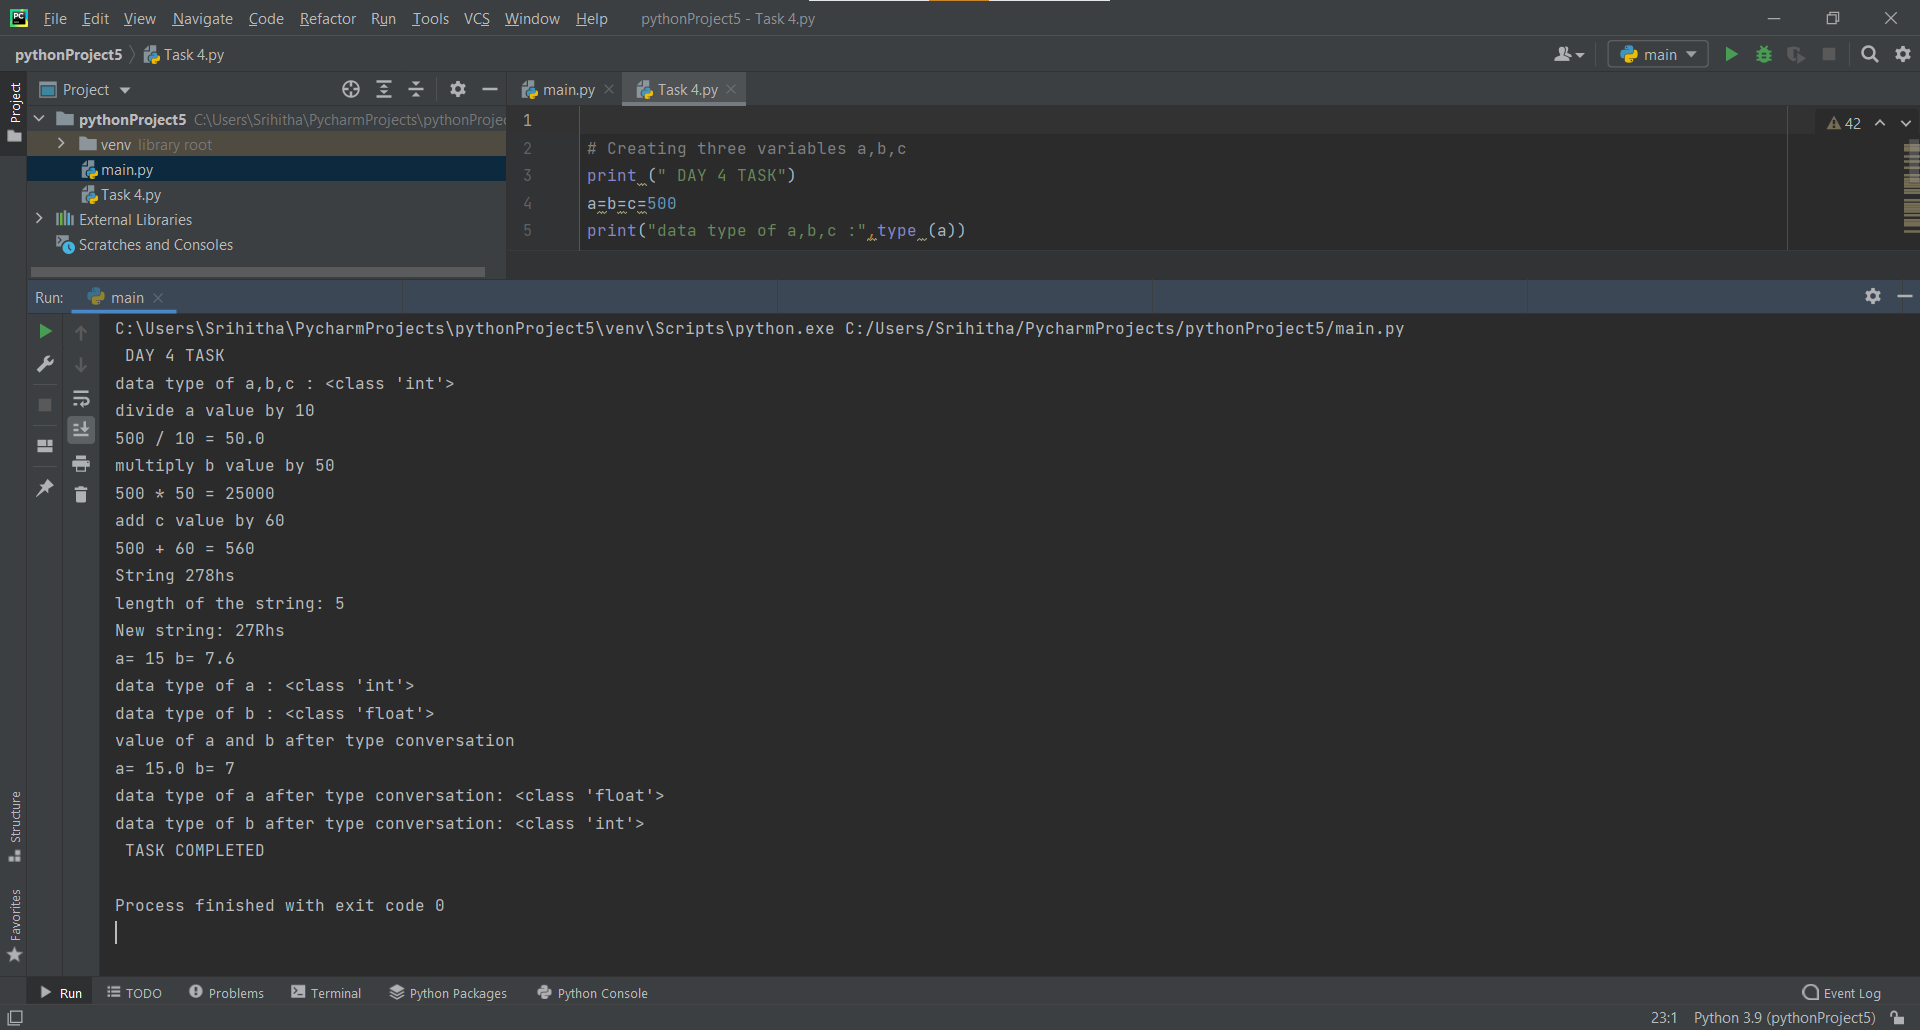 PC File Edit View Navigate Code Refactor Run Tools VCS Window Help pythonProject5 - Task 4.py
pythonProject5 Task 4.py main
Project
Project
main.py Task 4.py
pythonProject5 C:\Users\Srihitha\PycharmProjects\pythonProjec
venv library root
main.py
Task 4.py
External Libraries
Scratches and Consoles
1
2 # Creating three variables a,b,c
3 print (" DAY 4 TASK")
4 a=b=c=500
5 print("data type of a,b,c :",type (a))
42
Run: main
C:\Users\Srihitha\PycharmProjects\pythonProject5\venv\Scripts\python.exe C:/Users/Srihitha/PycharmProjects/pythonProject5/main.py
DAY 4 TASK
data type of a,b,c : <class 'int'>
divide a value by 10
500 / 10 = 50.0
multiply b value by 50
500 * 50 = 25000
add c value by 60
500 + 60 = 560
String 278hs
length of the string: 5
New string: 27Rhs
a= 15 b= 7.6
data type of a : <class 'int'>
data type of b : <class 'float'>
value of a and b after type conversation
a= 15.0 b= 7
data type of a after type conversation: <class 'float'>
data type of b after type conversation: <class 'int'>
TASK COMPLETED
Process finished with exit code 0
Structure
Favorites
Run TODO Problems Terminal Python Packages Python Console Event Log
23:1 Python 3.9 (pythonProject5)